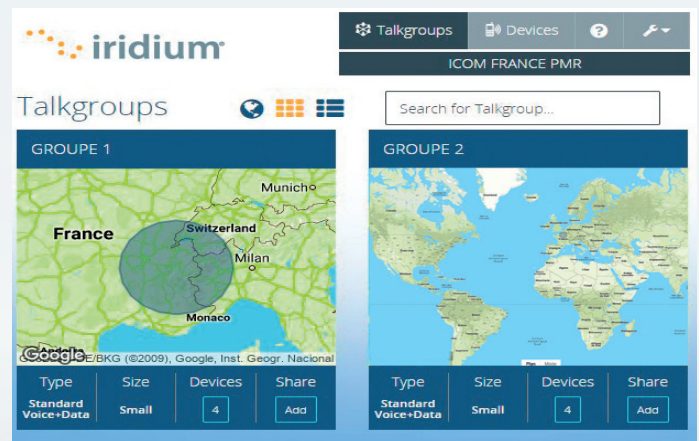 iridium
Talkgroups
Devices
?
ICOM FRANCE PMR
Talkgroups
Search for Talkgroup...
GROUPE 1
Munich
France
Switzerland
Milan
Monaco
Google
E/BKG (©2009), Google, Inst. Geogr. Nacional
Type Size Devices Share
Standard
Voice+Data
Small
4
Add
GROUPE 2
Type Size Devices Share
Standard
Voice+Data
Small
4
Add